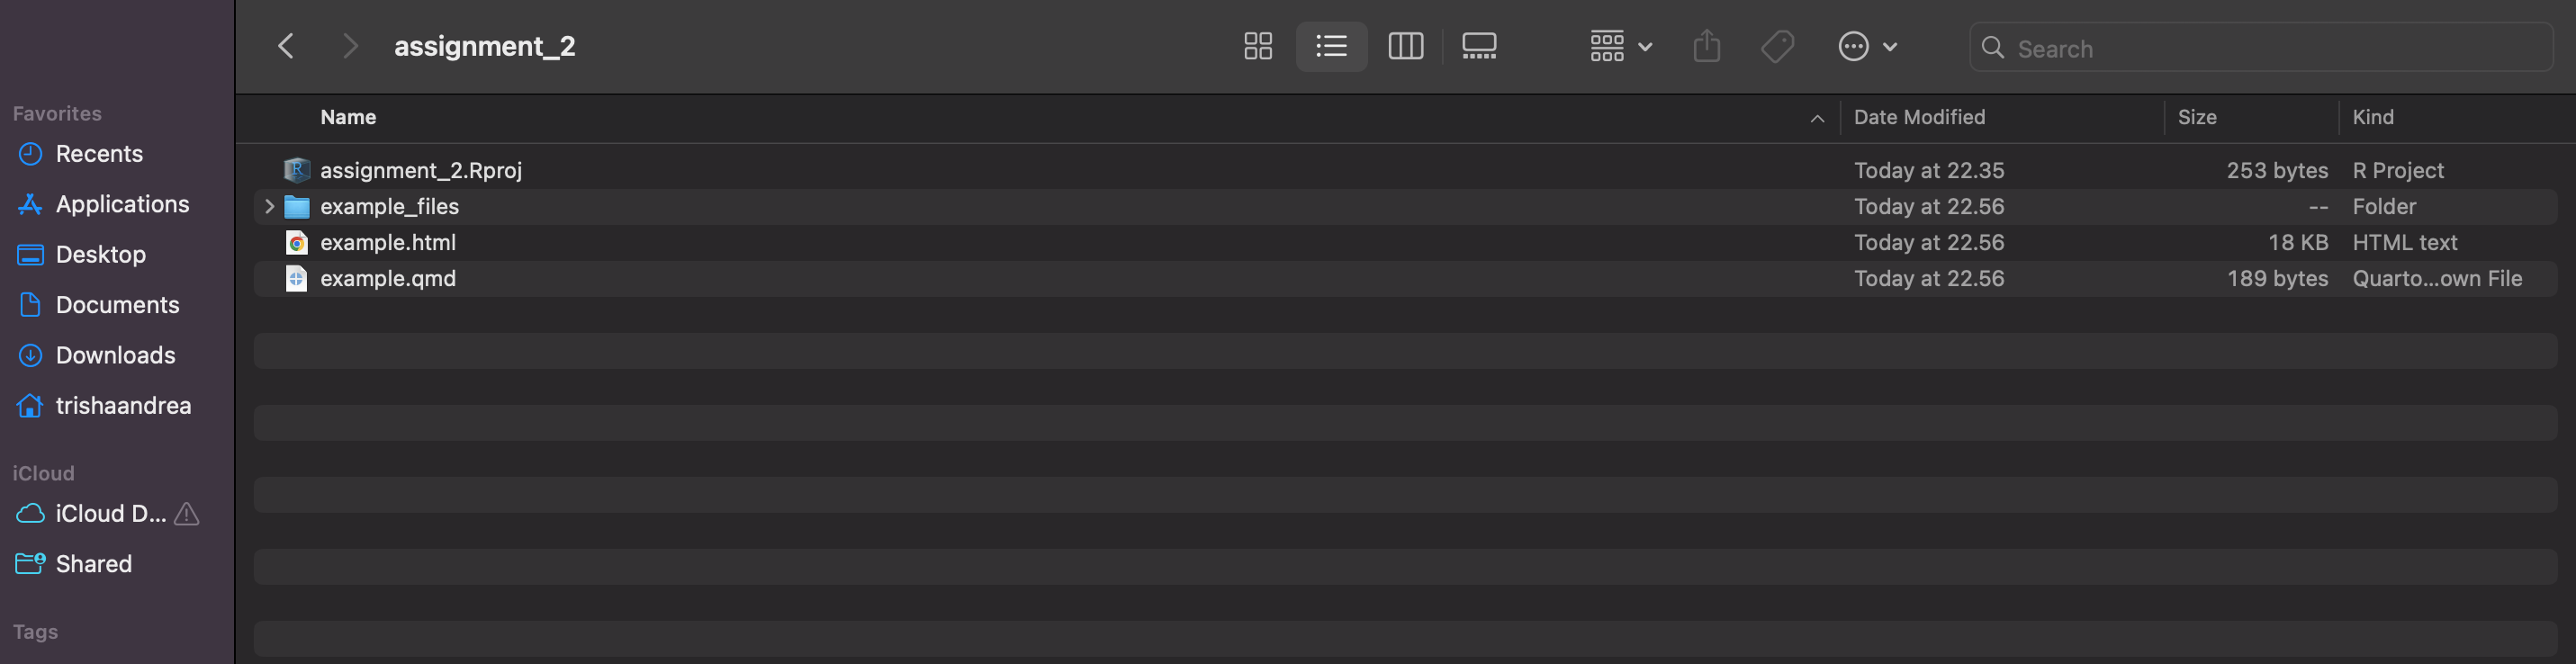 assignment_2
Search
Favorites
Recents
Applications
Desktop
Documents
Downloads
trishaandrea
iCloud
iCloud D...
Shared
Tags
Name Date Modified Size Kind
assignment_2.Rproj Today at 22.35 253 bytes R Project
example_files Today at 22.56 -- Folder
example.html Today at 22.56 18 KB HTML text
example.qmd Today at 22.56 189 bytes Quarto...own File